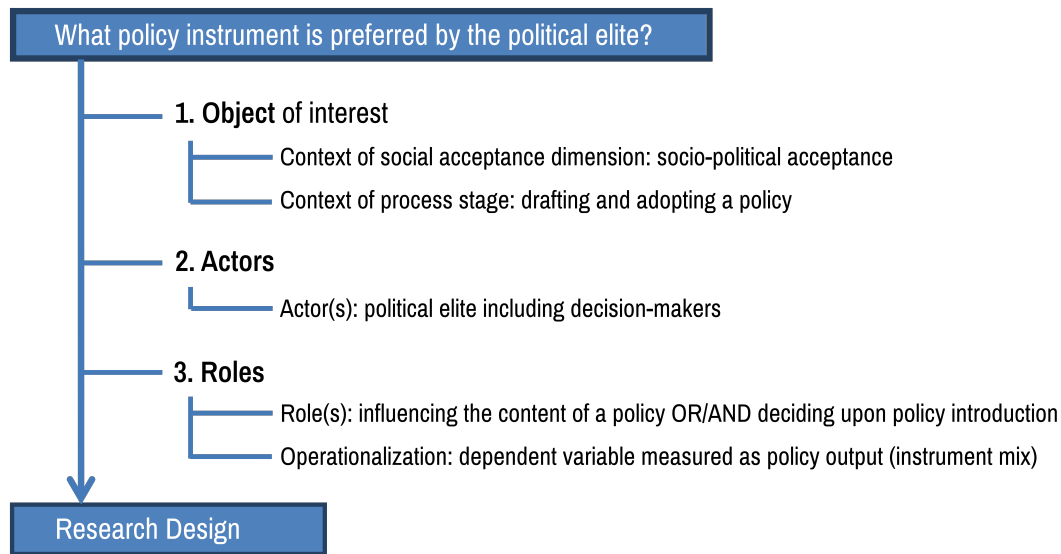 What policy instrument is preferred by the political elite?
1. Object of interest
Context of social acceptance dimension: socio-political acceptance
Context of process stage: drafting and adopting a policy
2. Actors
Actor(s): political elite including decision-makers
3. Roles
Role(s): influencing the content of a policy OR/AND deciding upon policy introduction
Operationalization: dependent variable measured as policy output (instrument mix)
Research Design